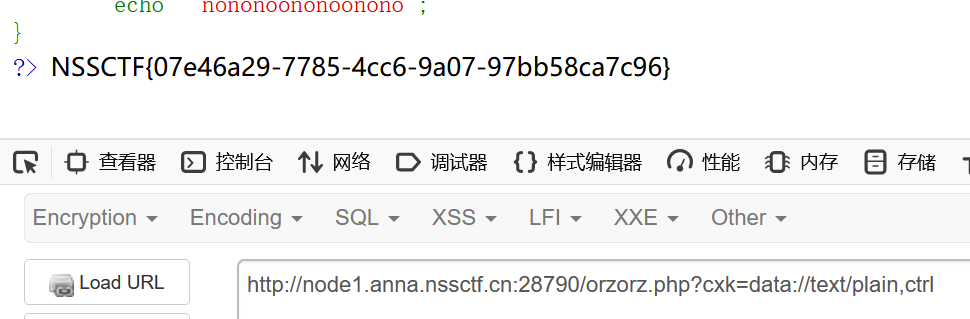 echo "nononoononoonono";
}
?> NSSCTF{07e46a29-7785-4cc6-9a07-97bb58ca7c96}
查看器 控制台 网络 调试器 样式编辑器 性能 内存 存储
Encryption Encoding SQL XSS LFI XXE Other
Load URL
http://node1.anna.nssctf.cn:28790/orzorz.php?cxk=data://text/plain,ctrl